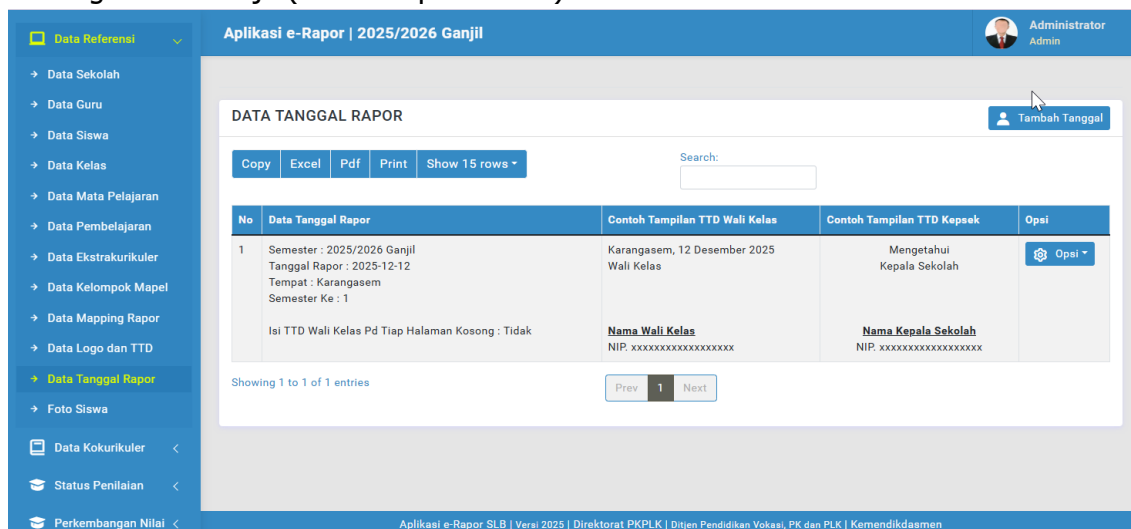 Data Referensi
Data Sekolah
Data Guru
Data Siswa
Data Kelas
Data Mata Pelajaran
Data Pembelajaran
Data Ekstrakurikuler
Data Kelompok Mapel
Data Mapping Rapor
Data Logo dan TTD
Data Tanggal Rapor
Foto Siswa
Data Kokurikuler
Status Penilaian
Perkembangan Nilai
Aplikasi e-Rapor | 2025/2026 Ganjil
Administrator
Admin
DATA TANGGAL RAPOR
Tambah Tanggal
Copy Excel Pdf Print Show 15 rows
Search:
No Data Tanggal Rapor Contoh Tampilan TTD Wali Kelas Contoh Tampilan TTD Kepsek Opsi
1 Semester : 2025/2026 Ganjil Karangasem, 12 Desember 2025 Mengetahui Opsi
Tanggal Rapor : 2025-12-12 Wali Kelas Kepala Sekolah
Tempat : Karangasem
Semester Ke : 1
Isi TTD Wali Kelas Pd Tiap Halaman Kosong : Tidak Nama Wali Kelas Nama Kepala Sekolah
NIP. xxxxxxxxxxxxxxxxxx NIP. xxxxxxxxxxxxxxxxxx
Showing 1 to 1 of 1 entries
Prev 1 Next
Aplikasi e-Rapor SLB | Versi 2025 | Direktorat PKPLK | Ditjen Pendidikan Vokasi, PK dan PLK | Kemendikdasmen